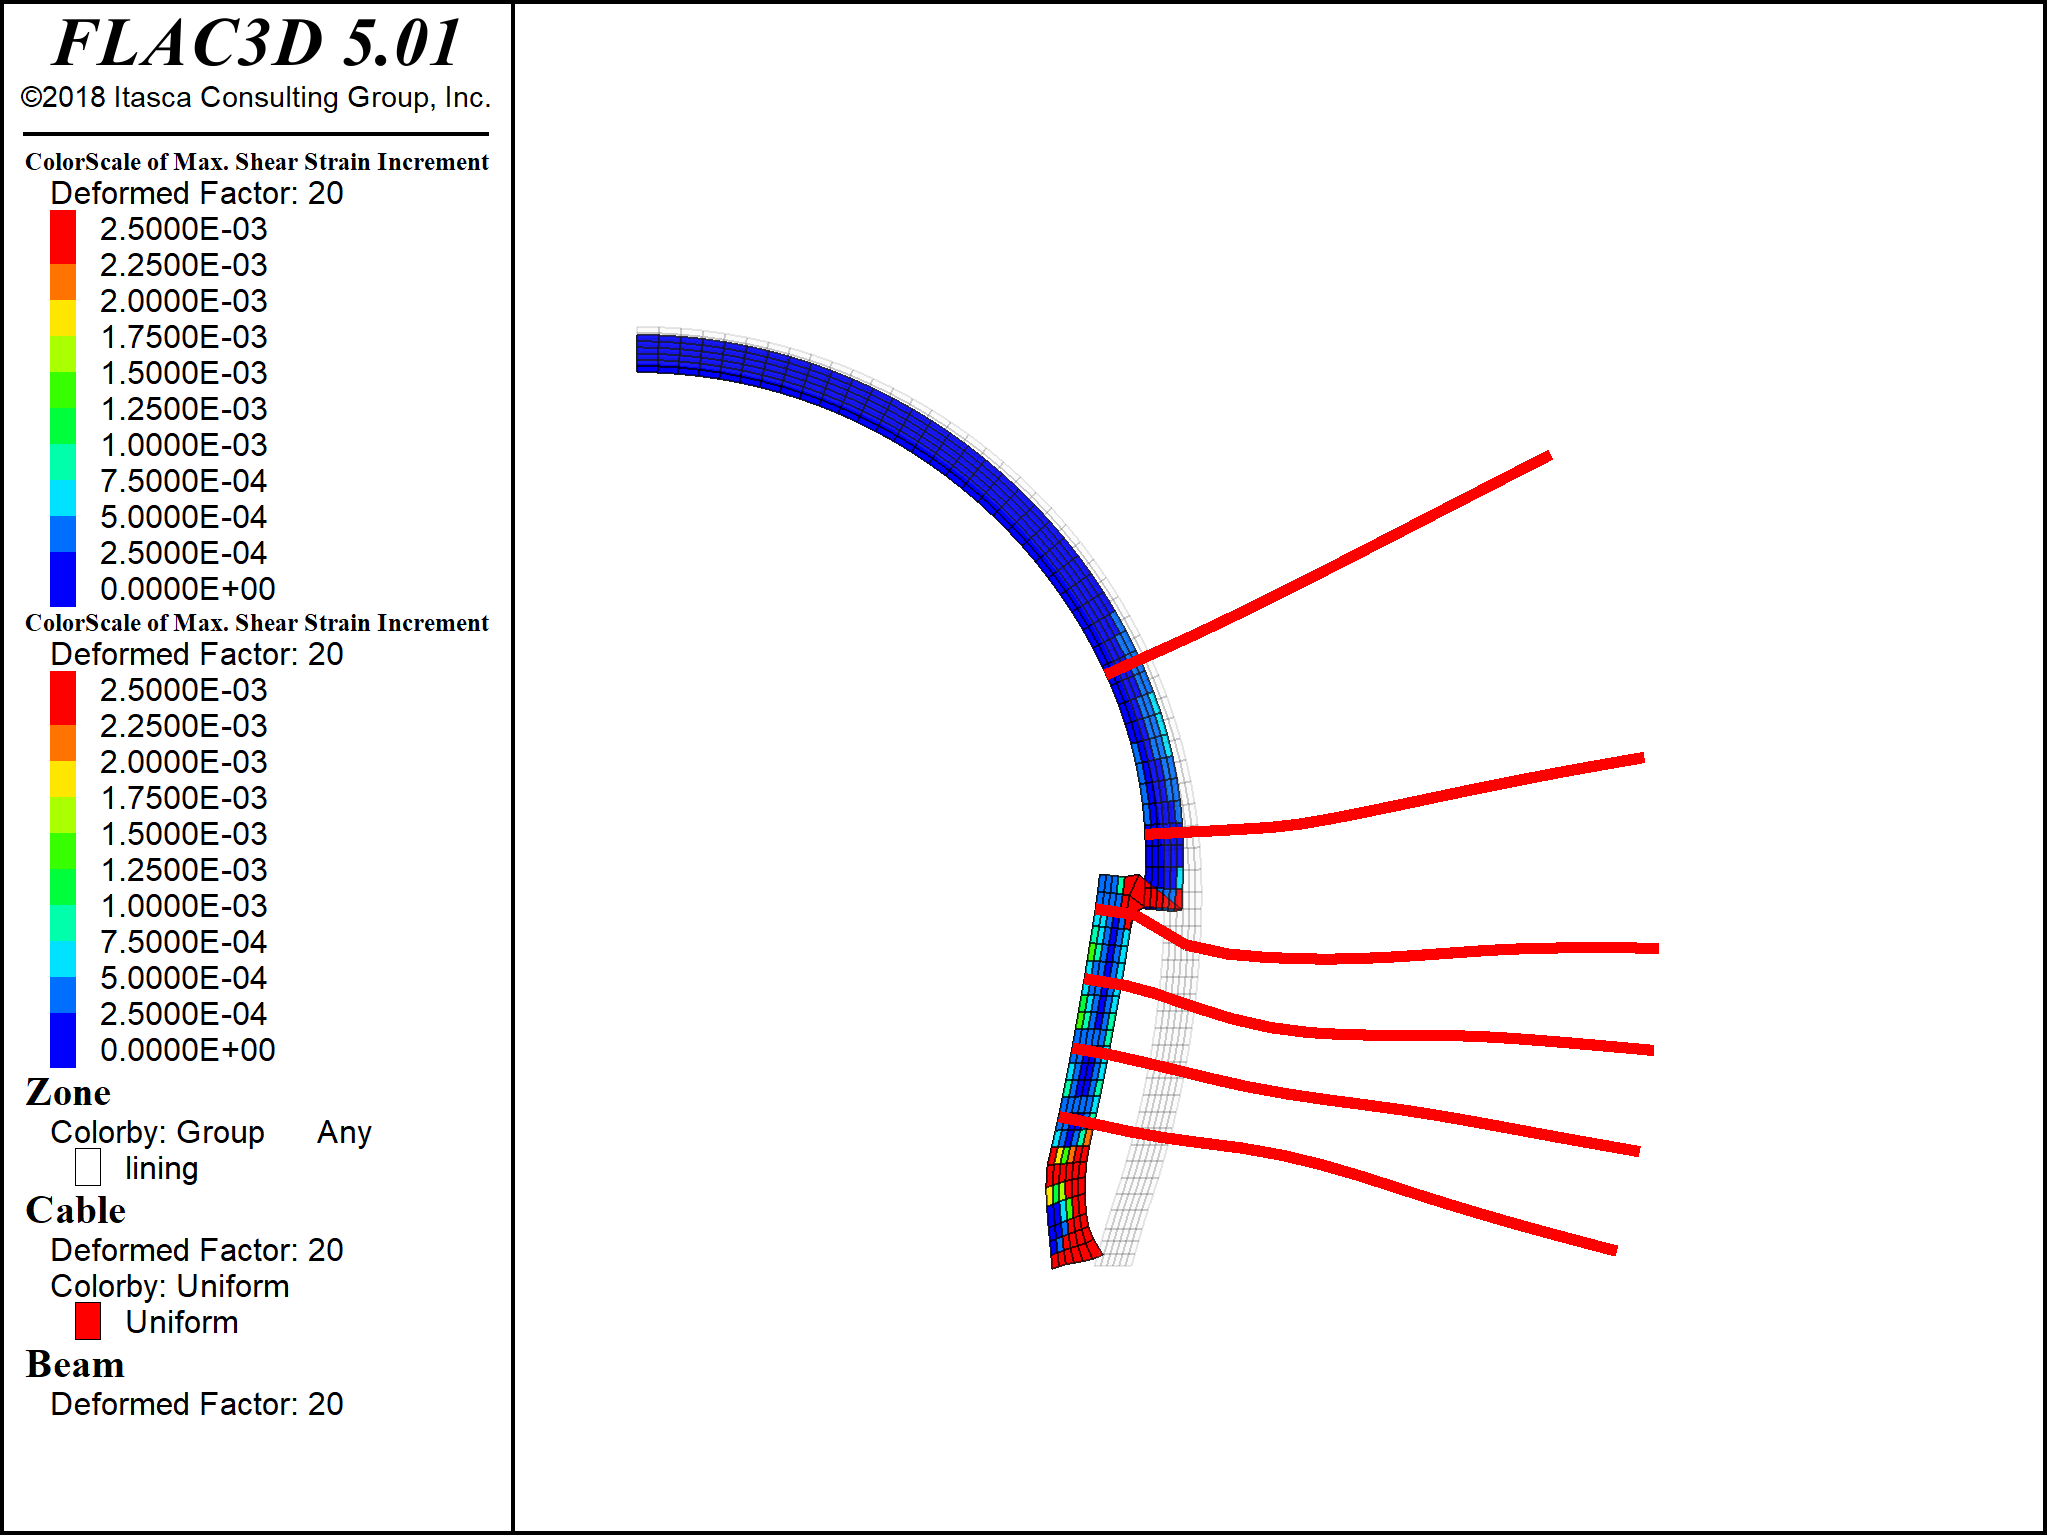 FLAC3D 5.01
©2018 Itasca Consulting Group, Inc.
ColorScale of Max. Shear Strain Increment
Deformed Factor: 20
2.5000E-03
2.2500E-03
2.0000E-03
1.7500E-03
1.5000E-03
1.2500E-03
1.0000E-03
7.5000E-04
5.0000E-04
2.5000E-04
0.0000E+00
ColorScale of Max. Shear Strain Increment
Deformed Factor: 20
2.5000E-03
2.2500E-03
2.0000E-03
1.7500E-03
1.5000E-03
1.2500E-03
1.0000E-03
7.5000E-04
5.0000E-04
2.5000E-04
0.0000E+00
Zone
Colorby: Group Any
lining
Cable
Deformed Factor: 20
Colorby: Uniform
Uniform
Beam
Deformed Factor: 20